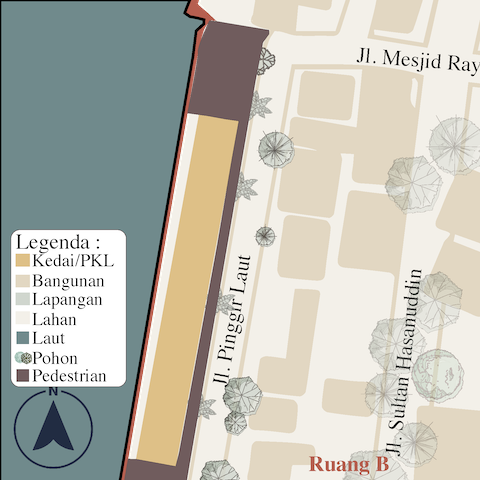 Jl. Mesjid Ray
Legenda :
Kedai/PKL
Bangunan
Lapangan
Lahan
Laut
Pohon
Pedestrian
N
Jl. Pinggir Laut
Jl. Sultan Hasanuddin
Ruang B